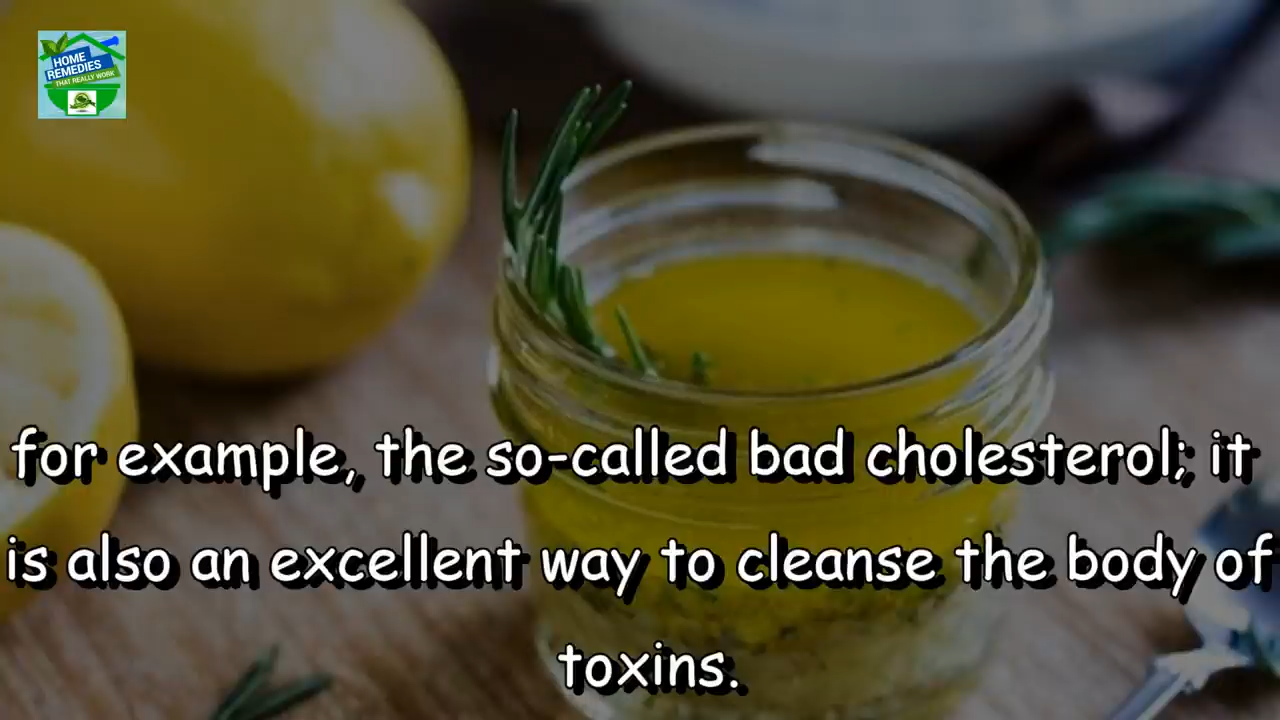 HOME
REMEDIES
THAT REALLY WORK
for example, the so-called bad cholesterol; it
is also an excellent way to cleanse the body of
toxins.